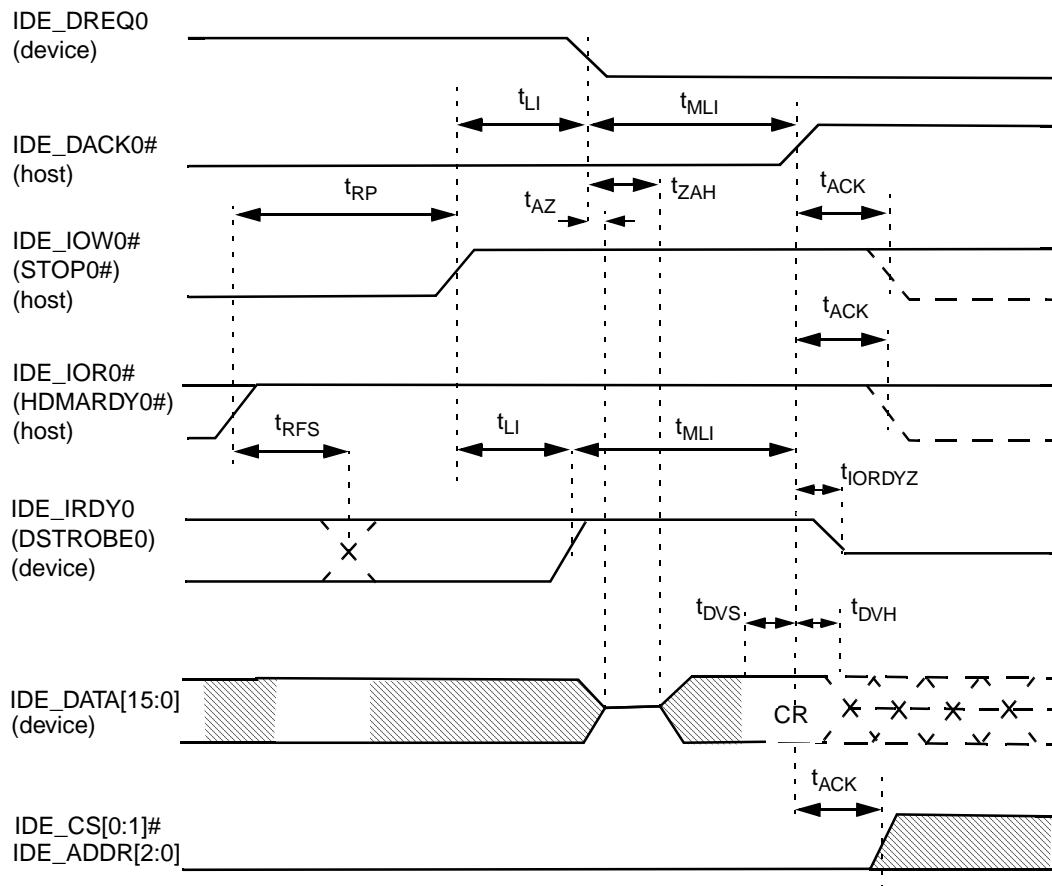 IDE_DREQ0
(device)
tLI
tMLI
IDE_DACK0#
(host)
tRP
tAZ
tZAH
tACK
IDE_IOW0#
(STOP0#)
(host)
tACK
IDE_IOR0#
(HDMARDY0#)
(host)
tRFS
tLI
tMLI
tIORDYZ
IDE_IRDY0
(DSTROBE0)
(device)
tDVS
tDVH
IDE_DATA[15:0]
(device)
CR
tACK
IDE_CS[0:1]#
IDE_ADDR[2:0]